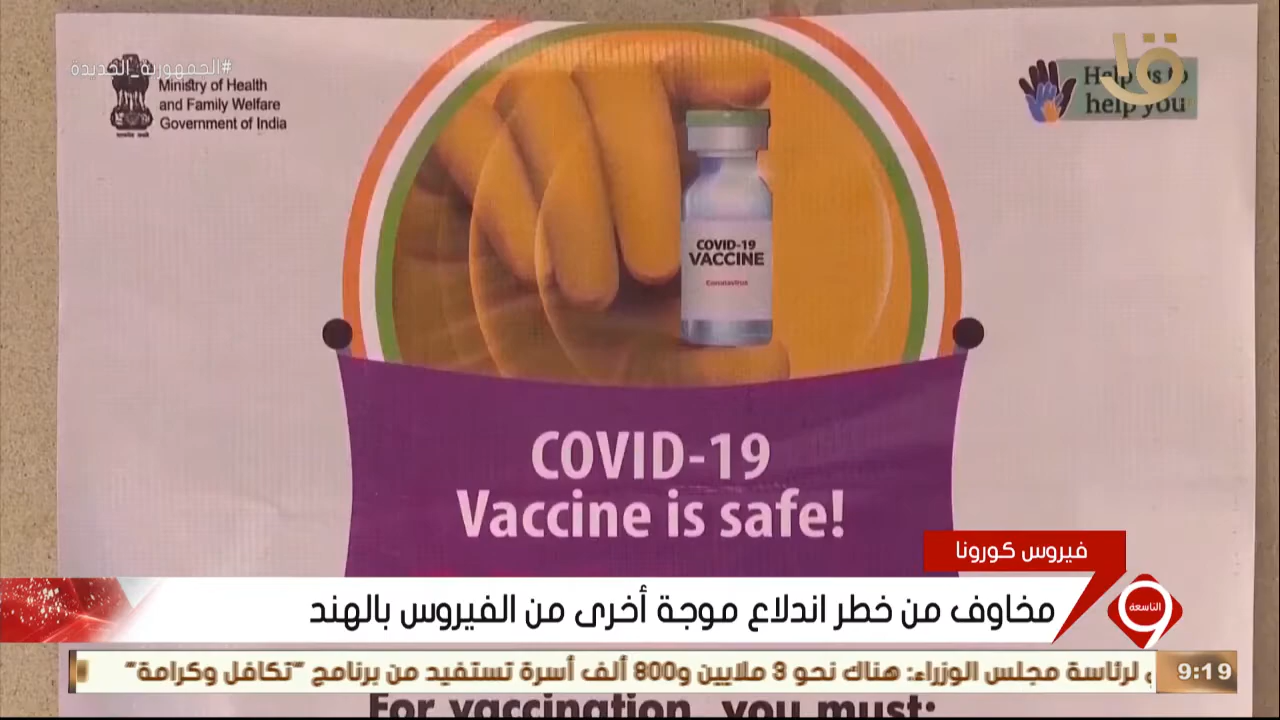 #الجمهورية_الجديدة
Ministry of Health
and Family Welfare
Government of India
Help us to
help you
COVID-19
VACCINE
Coronavirus
COVID-19
Vaccine is safe!
فيروس كورونا
مخاوف من خطر اندلاع موجة أخرى من الفيروس بالهند
التاسعة
لرئاسة مجلس الوزراء: هناك نحو 3 ملايين و800 ألف أسرة تستفيد من برنامج "تكافل وكرامة"
9:19
For vaccination, you must: